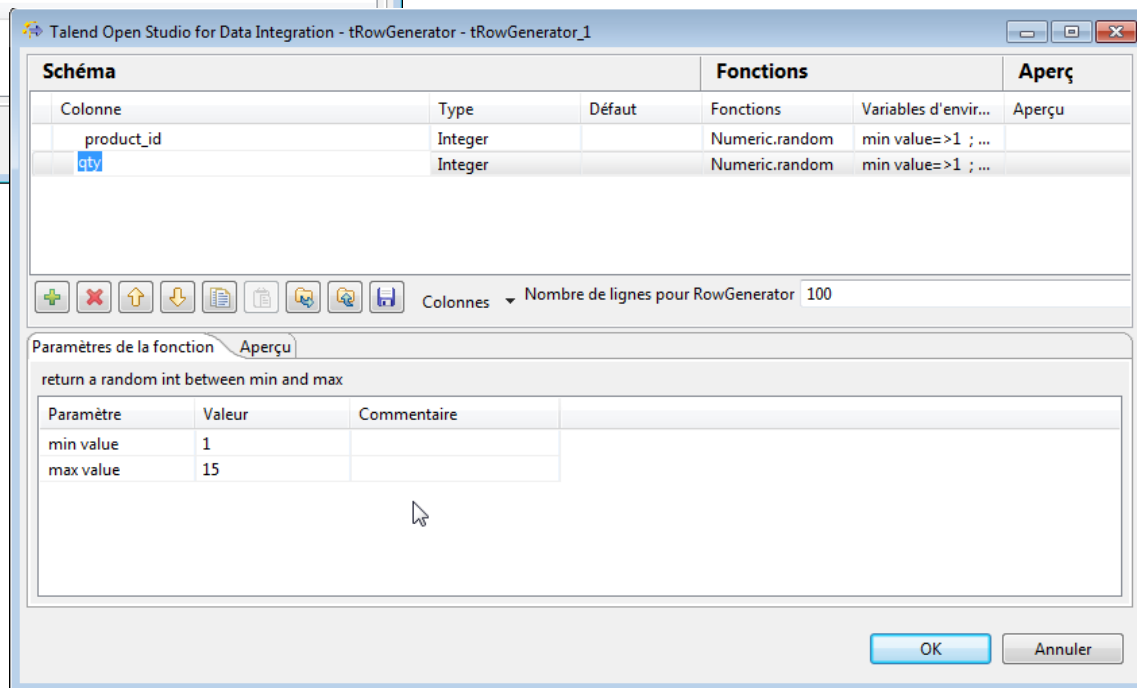 Talend Open Studio for Data Integration - tRowGenerator - tRowGenerator_1
Schéma Fonctions Aperç
Colonne Type Défaut Fonctions Variables d'envir... Aperçu
product_id Integer Numeric.random min value=>1 ; ...
qty Integer Numeric.random min value=>1 ; ...
Colonnes Nombre de lignes pour RowGenerator 100
Paramètres de la fonction Aperçu
return a random int between min and max
Paramètre Valeur Commentaire
min value 1
max value 15
OK Annuler